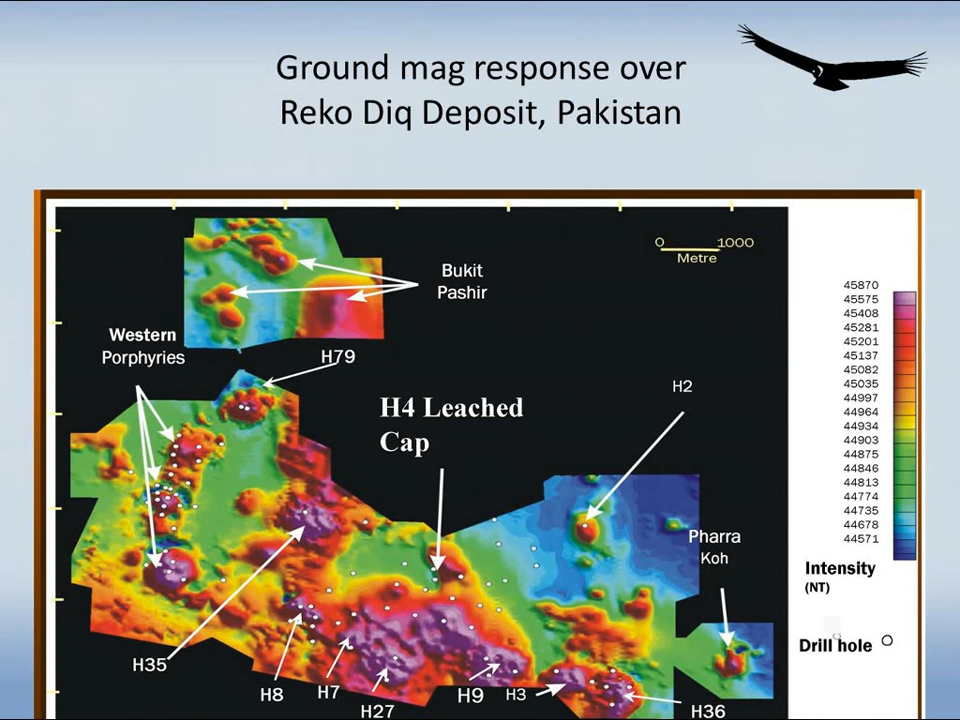 Ground mag response over
Reko Diq Deposit, Pakistan
0 1000
Metre
Bukit
Pashir
Western
Porphyries
H79
H4 Leached
Cap
H2
Pharra
Koh
H35
H8
H7
H27
H9
H3
H36
45870
45575
45408
45281
45201
45137
45082
45035
44997
44964
44934
44903
44875
44846
44813
44774
44735
44678
44571
Intensity
(NT)
Drill hole